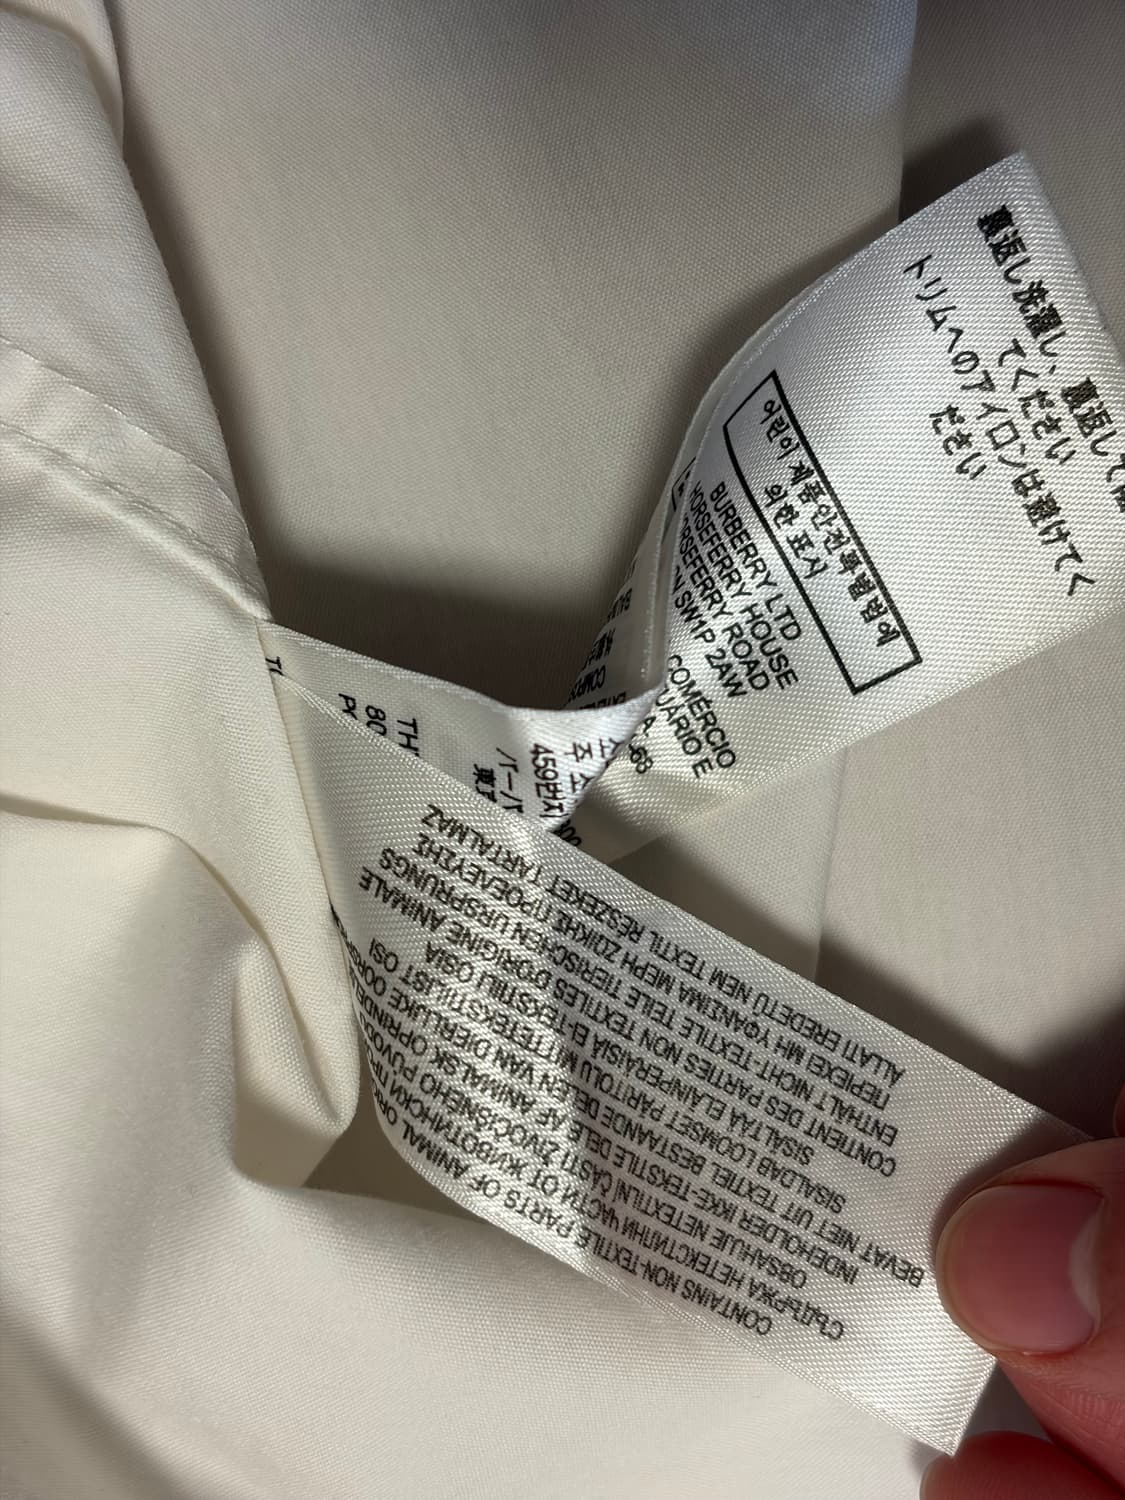 裏返し洗濯し、裏返して
てください
トリムへのアイロンは避けてく
ださい
어린이 제품안전특별법에
의한 표시
BURBERRY LTD
HORSEFERRY HOUSE
HORSEFERRY ROAD
SW1P 2AW
COMÉRCIO
459번지
CONTAINS NON-TEXTILE PARTS OF ANIMAL
СЪДЪРЖА НЕТЕКСТИЛНИ ЧАСТИ ОТ ЖИВОТИНСКИ
OBSAHUJE NETEXTILNÍ ČÁSTI ŽIVOČIŠNÉHO PŮVODU
INDEHOLDER IKKE-TEKSTILE DELE AF ANIMALSK OPRINDELSE
BEVAT NIET UIT TEXTIEL BESTAANDE DELEN VAN DIERLIJKE
SISALDAB LOOMSET PÄRITOLU MITTETEKSTIILIST OSI
SISÄLTÄÄ ELÄINPERÄISIÄ EI-TEKSTIILI OSIA
CONTIENT DES PARTIES NON TEXTILES D'ORIGINE ANIMALE
ENTHÄLT NICHT-TEXTILE TEILE TIERISCHEN URSPRUNGS
ΠΕΡΙΕΧΕΙ ΜΗ ΥΦΑΝΣΙΜΑ ΜΕΡΗ ΖΩΙΚΗΣ ΠΡΟΕΛΕΥΣΗΣ
ÁLLATI EREDETŰ NEM TEXTIL RÉSZEKET TARTALMAZ